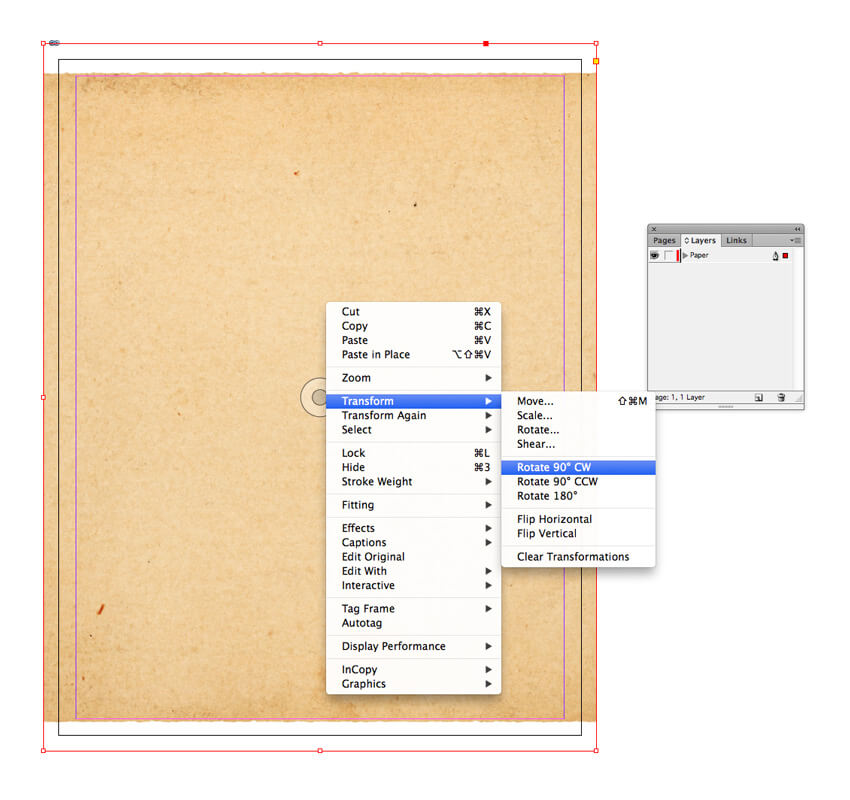 Pages
Layers
Links
Paper
age: 1, 1 Layer
Cut ⌘X
Copy ⌘C
Paste ⌘V
Paste in Place ⌥⇧⌘V
Zoom
Transform
Transform Again
Select
Lock ⌘L
Hide ⌘3
Stroke Weight
Fitting
Effects
Captions
Edit Original
Edit With
Interactive
Tag Frame
Autotag
Display Performance
InCopy
Graphics
Move... ⇧⌘M
Scale...
Rotate...
Shear...
Rotate 90° CW
Rotate 90° CCW
Rotate 180°
Flip Horizontal
Flip Vertical
Clear Transformations